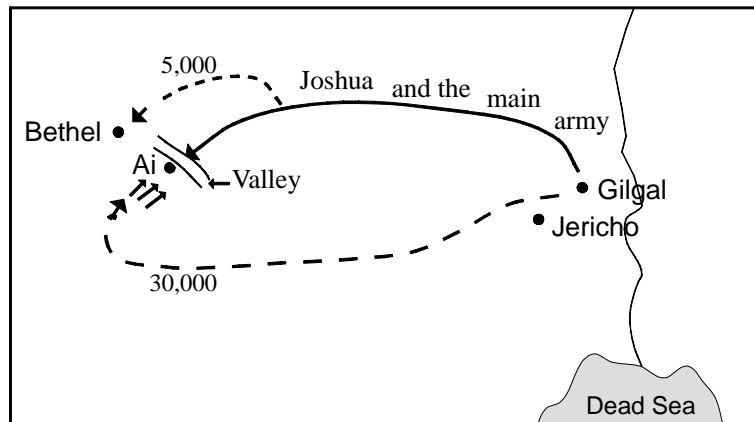 5,000
Joshua and the main army
Bethel
Ai
Valley
Gilgal
Jericho
30,000
Dead Sea